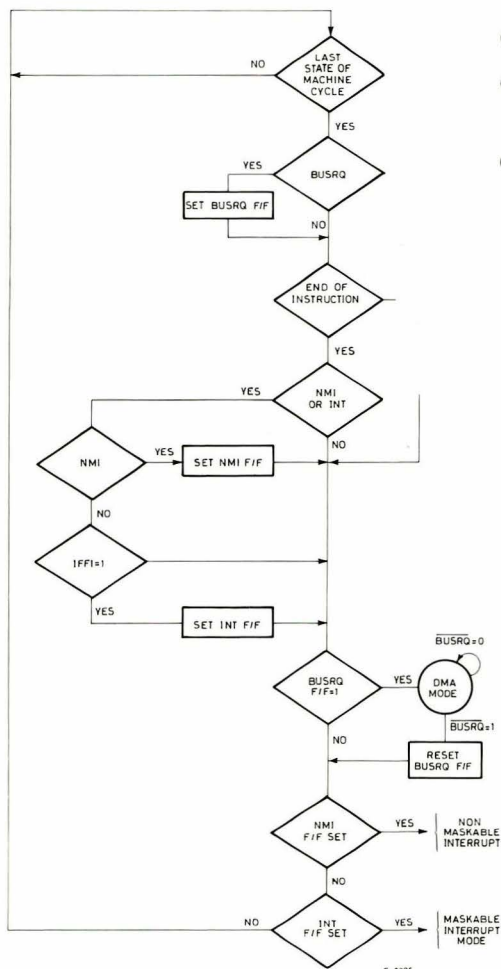 LAST
STATE OF
MACHINE
CYCLE
NO
YES
BUSRQ
YES
SET BUSRQ F/F
NO
END OF
INSTRUCTION
YES
NMI
OR INT
YES
NO
NMI
YES
SET NMI F/F
NO
IFF1=1
YES
SET INT F/F
BUSRQ
F/F=1
YES
DMA
MODE
BUSRQ=0
BUSRQ=1
NO
RESET
BUSRQ F/F
NMI
F/F SET
YES
NON
MASKABLE
INTERRUPT
NO
INT
F/F SET
NO
YES
MASKABLE
INTERRUPT
MODE